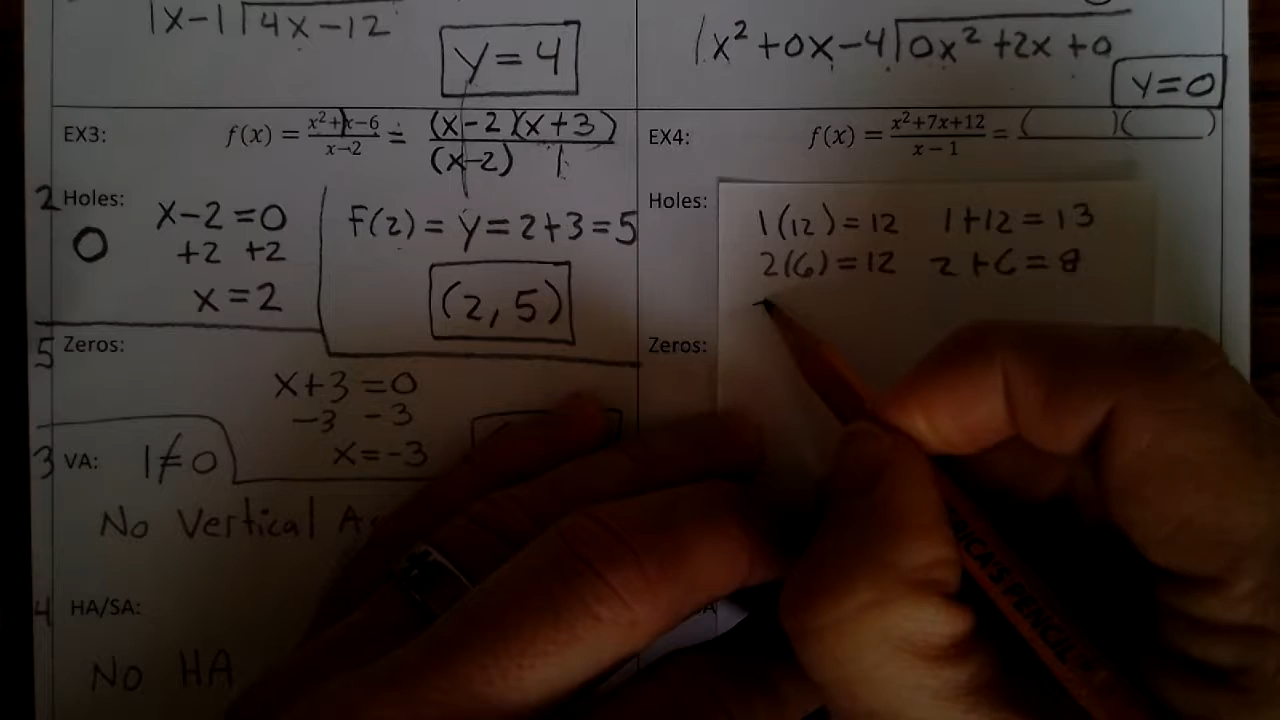 1x-1 4x-12
y=4
1x²+0x-4 0x²+2x+0
y=0
EX3: f(x) = x²+x-6 / x-2 = (x-2)(x+3) / (x-2) 1
2 Holes:
0
x-2=0
+2 +2
x=2
F(2)= y=2+3=5
(2,5)
5 Zeros:
x+3=0
-3 -3
x=-3
3 VA: 1≠0
No Vertical
4 HA/SA:
No HA
EX4: f(x) = x²+7x+12 / x-1 = ( )( )
Holes:
1(12)=12 1+12=13
2(6)=12 2+6=8
Zeros: